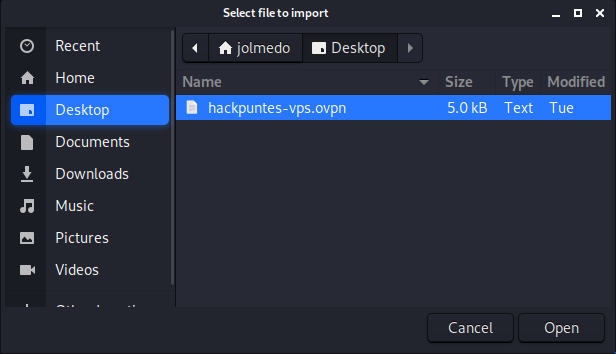 Select file to import
Recent
Home
Desktop
Documents
Downloads
Music
Pictures
Videos
jolmedo
Desktop
Name Size Type Modified
hackpuntes-vps.ovpn 5.0 kB Text Tue
Cancel
Open